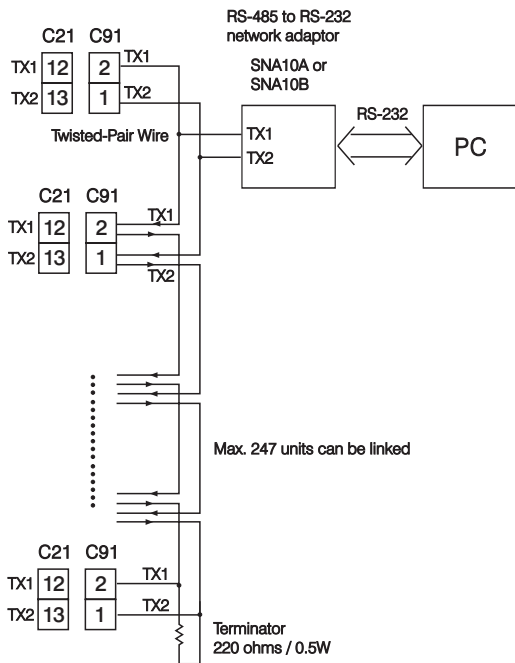 RS-485 to RS-232
network adaptor
SNA10A or
SNA10B
C21 C91
TX1 12 2 TX1
TX2 13 1 TX2
Twisted-Pair Wire
TX1
TX2
RS-232
PC
C21 C91
TX1 12 2 TX1
TX2 13 1 TX2
Max. 247 units can be linked
C21 C91
TX1 12 2 TX1
TX2 13 1 TX2
Terminator
220 ohms / 0.5W